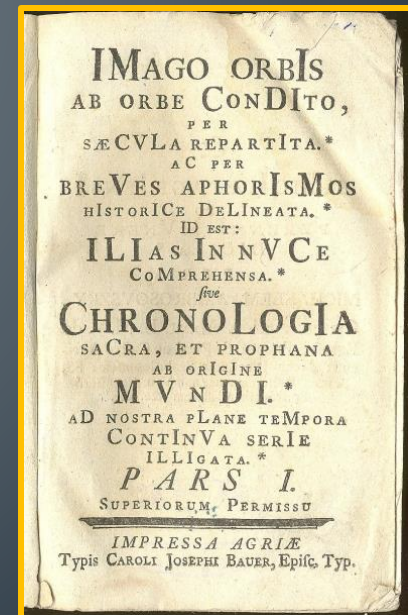 IMAGO ORBIS
AB ORBE CONDITO,
PER
SÆCVLA REPARTITA.*
AC PER
BREVES APHORISMOS
HISTORICE DELINEATA.*
ID EST:
ILIAS IN NVCE
COMPREHENSA.*
sive
CHRONOLOGIA
SACRA, ET PROPHANA
AB ORIGINE
MVNDI.*
AD NOSTRA PLANE TEMPORA
CONTINVA SERIE
ILLIGATA.*
PARS I.
SUPERIORUM PERMISSU
IMPRESSA AGRIÆ
Typis CAROLI JOSEPHI BAUER, Episc, Typ.